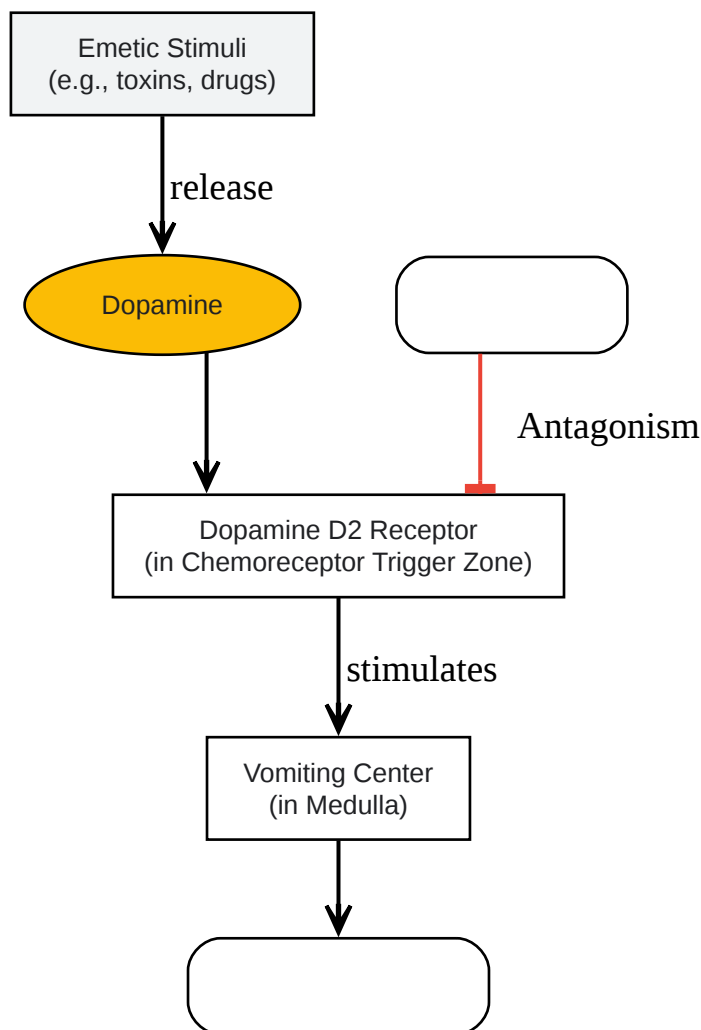 Emetic Stimuli
(e.g., toxins, drugs)
release
Dopamine
Antagonism
Dopamine D2 Receptor
(in Chemoreceptor Trigger Zone)
stimulates
Vomiting Center
(in Medulla)